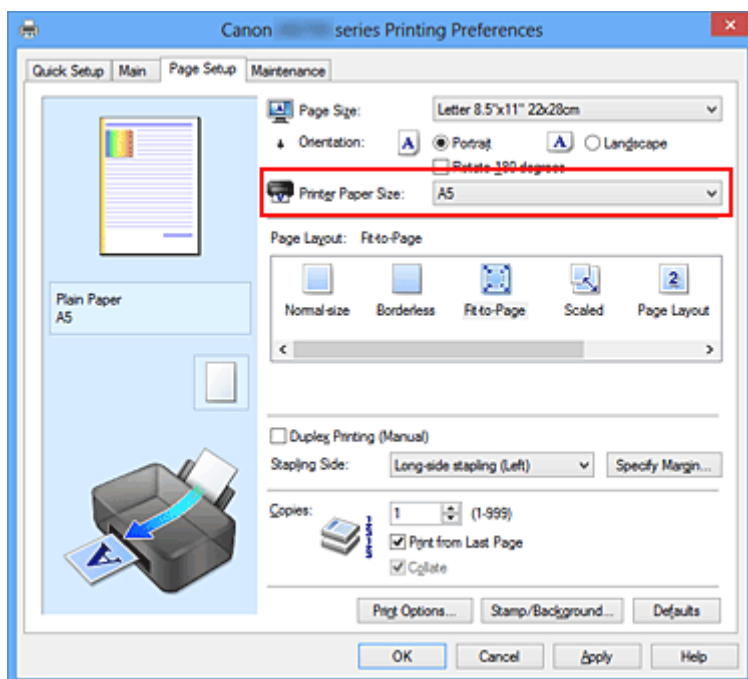 Canon series Printing Preferences
Quick Setup Main Page Setup Maintenance
Page Size: Letter 8.5"x11" 22x28cm
Orientation: A Portrait A Landscape
Rotate 180 degrees
Printer Paper Size: A5
Page Layout: Fit-to-Page
2
Normal-size Borderless Fit-to-Page Scaled Page Layout
Plain Paper
A5
Duplex Printing (Manual)
Stapling Side: Long-side stapling (Left) Specify Margin...
Copies: 1 (1-999)
Print from Last Page
Collate
Print Options... Stamp/Background... Defaults
OK Cancel Apply Help